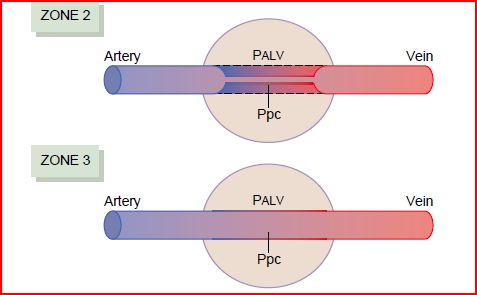 ZONE 2
Artery
PALV
Vein
Ppc
ZONE 3
Artery
PALV
Vein
Ppc